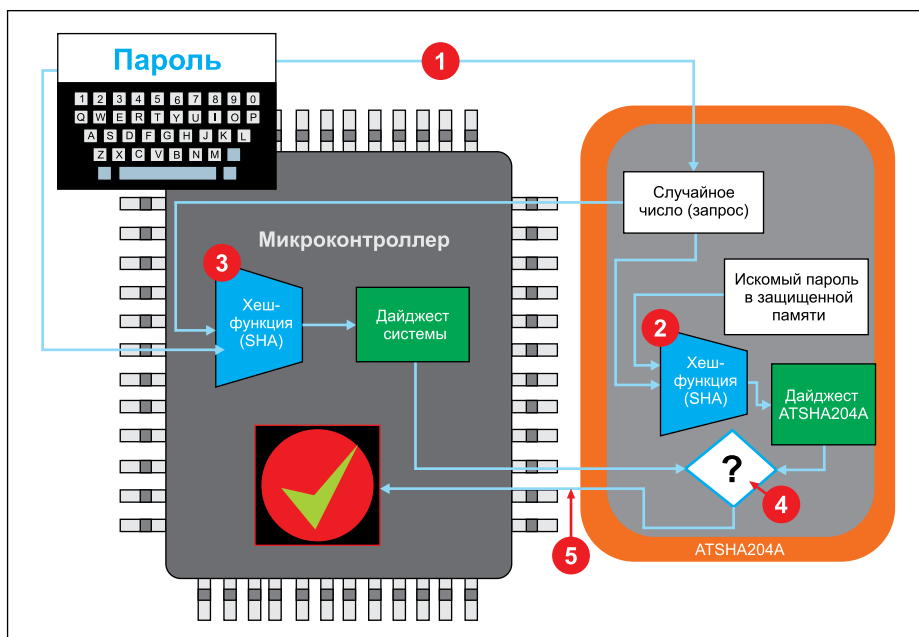 Пароль
1
1 2 3 4 5 6 7 8 9 0
Q W E R T Y U I O P
A S D F G H J K L
Z X C V B N M
Случайное
число (запрос)
Микроконтроллер
3
Хеш-
функция
(SHA)
Дайджест
системы
Искомый пароль
в защищенной
памяти
2
Хеш-
функция
(SHA)
Дайджест
ATSHA204A
?
4
5
ATSHA204A